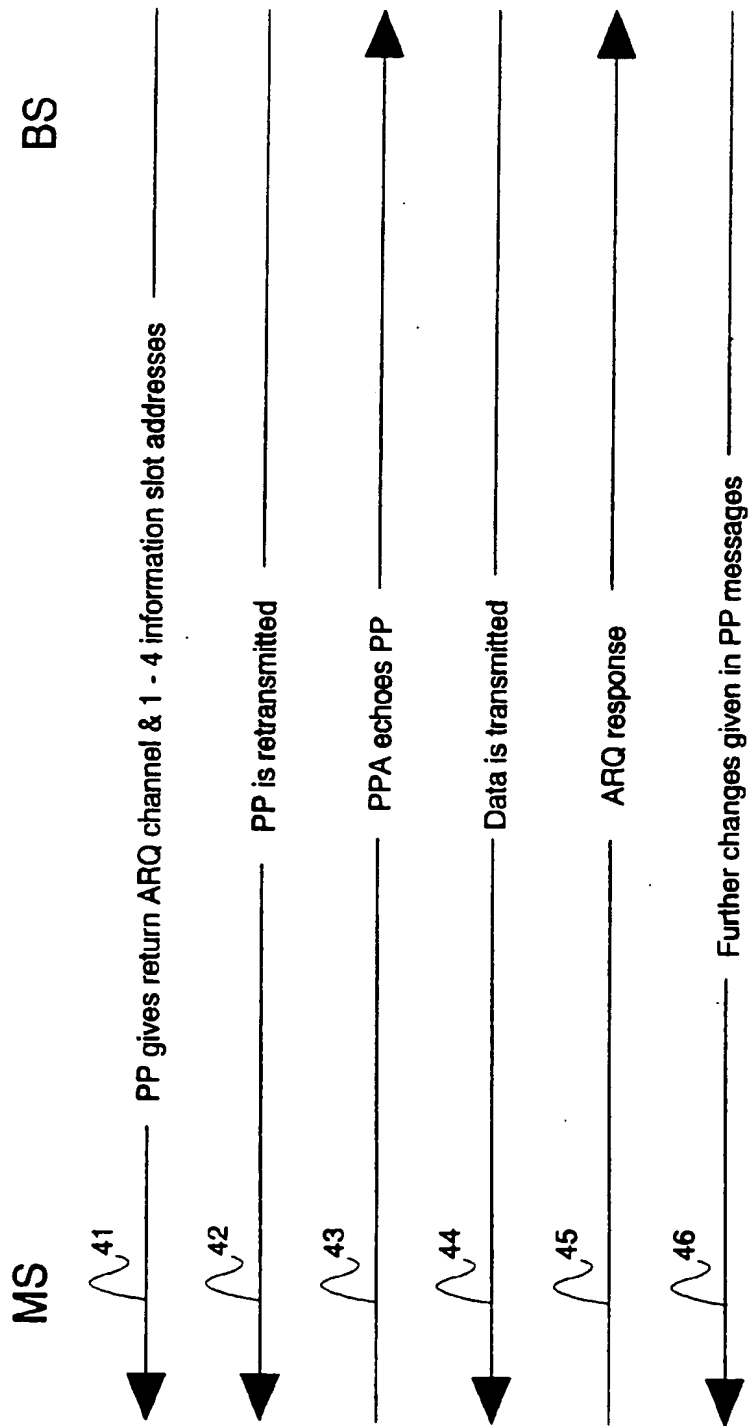 MS BS
41 PP gives return ARQ channel & 1 - 4 information slot addresses
42 PP is retransmitted
43 PPA echoes PP
44 Data is transmitted
45 ARQ response
46 Further changes given in PP messages